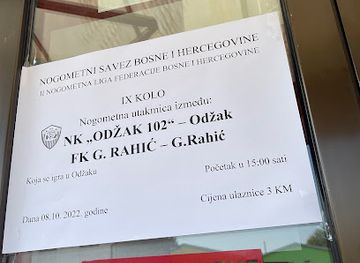 NOGOMETNI SAVEZ BOSNE I HERCEGOVINE
II NOGOMETNA LIGA FEDERACIJE BOSNE I HERCEGOVINE
IX KOLO
Nogometna utakmica između:
NK „ODŽAK 102“ – Odžak
FK G. RAHIĆ – G.Rahić
Koja se igra u Odžaku
Početak u 15:00 sati
Dana 08.10. 2022. godine
Cijena ulaznice 3 KM